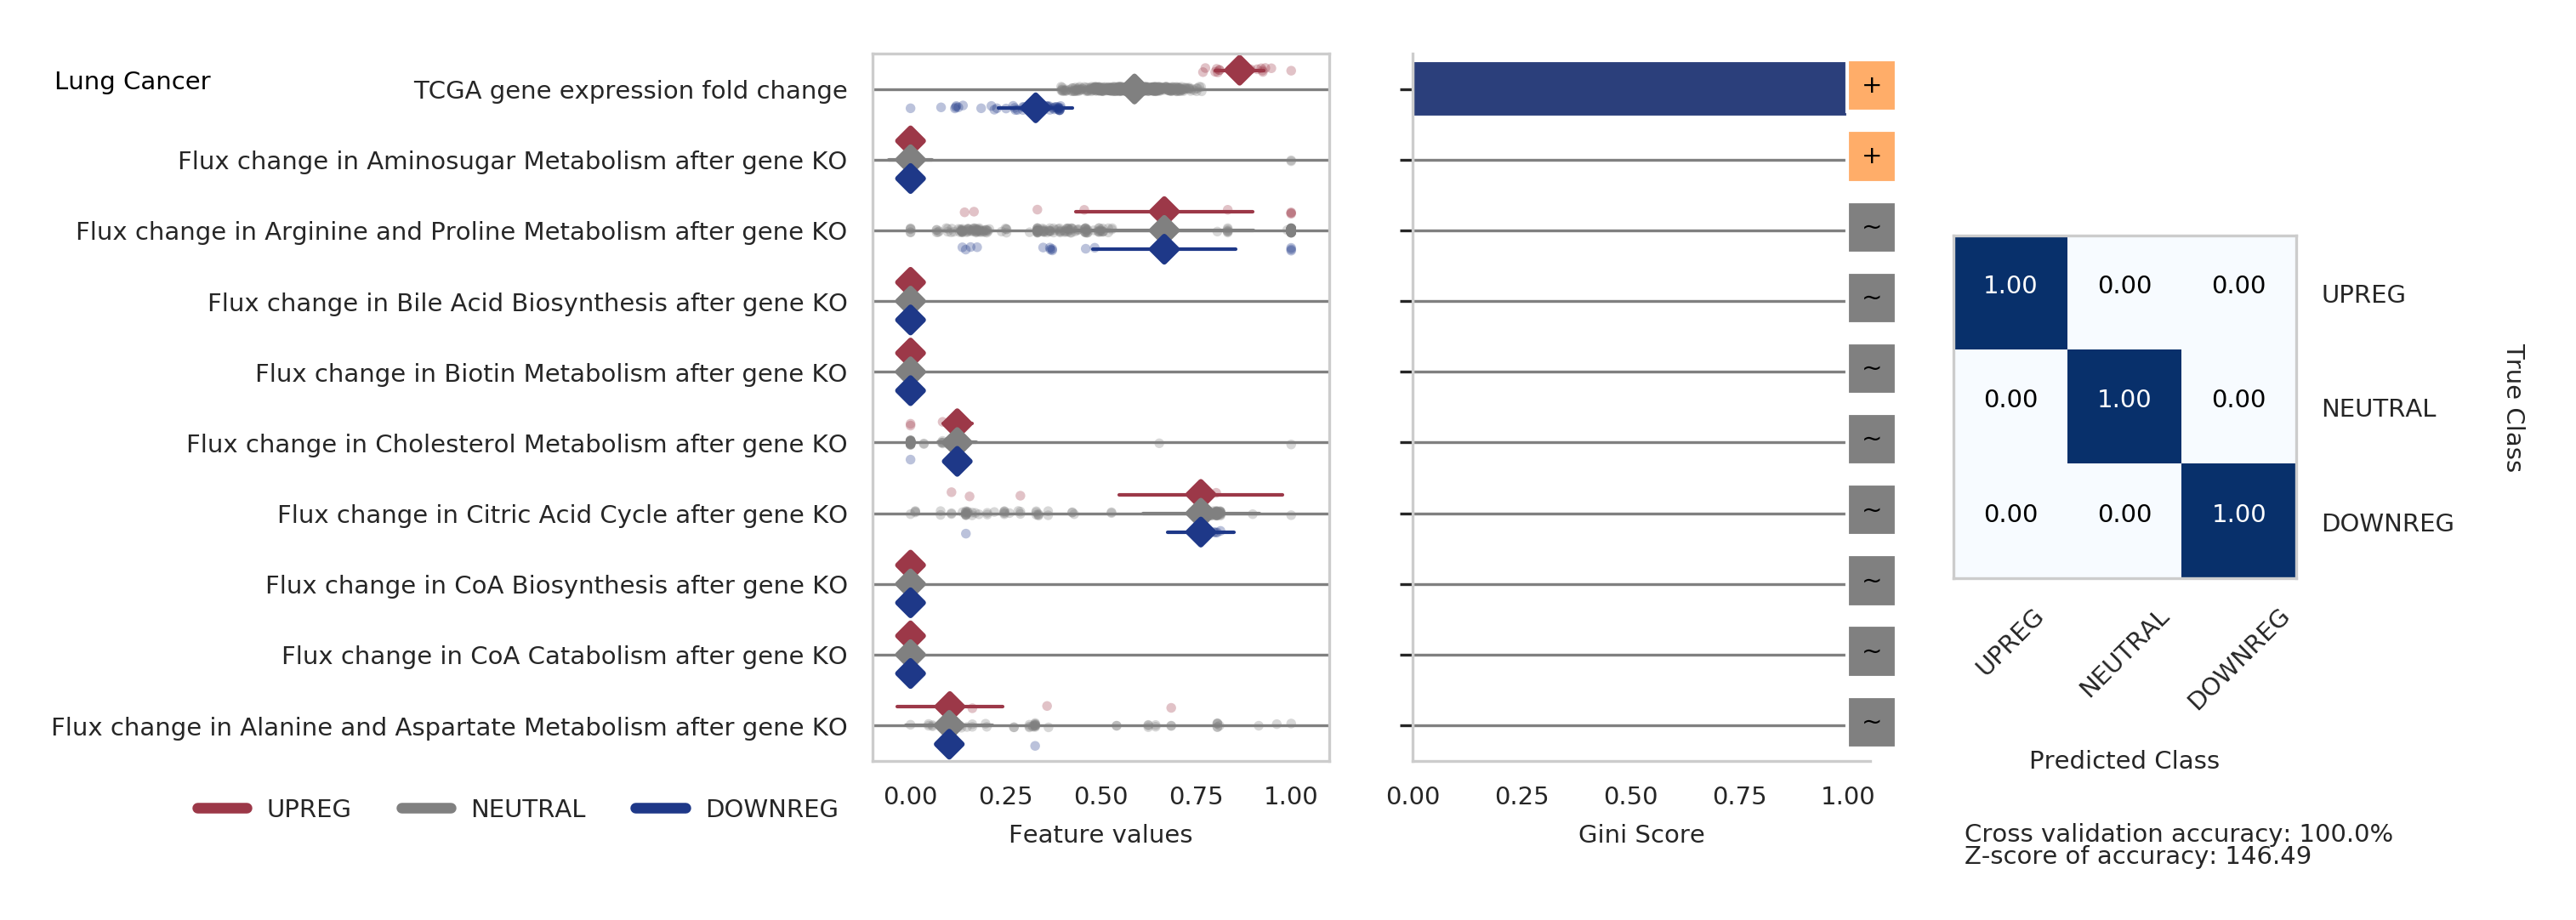 Lung Cancer
TCGA gene expression fold change
Flux change in Aminosugar Metabolism after gene KO
Flux change in Arginine and Proline Metabolism after gene KO
Flux change in Bile Acid Biosynthesis after gene KO
Flux change in Biotin Metabolism after gene KO
Flux change in Cholesterol Metabolism after gene KO
Flux change in Citric Acid Cycle after gene KO
Flux change in CoA Biosynthesis after gene KO
Flux change in CoA Catabolism after gene KO
Flux change in Alanine and Aspartate Metabolism after gene KO
UPREG NEUTRAL DOWNREG
0.00 0.25 0.50 0.75 1.00
Feature values
+
+
~
~
~
~
~
~
~
~
0.00 0.25 0.50 0.75 1.00
Gini Score
1.00 0.00 0.00 UPREG
0.00 1.00 0.00 NEUTRAL
0.00 0.00 1.00 DOWNREG
True Class
UPREG NEUTRAL DOWNREG
Predicted Class
Cross validation accuracy: 100.0%
Z-score of accuracy: 146.49